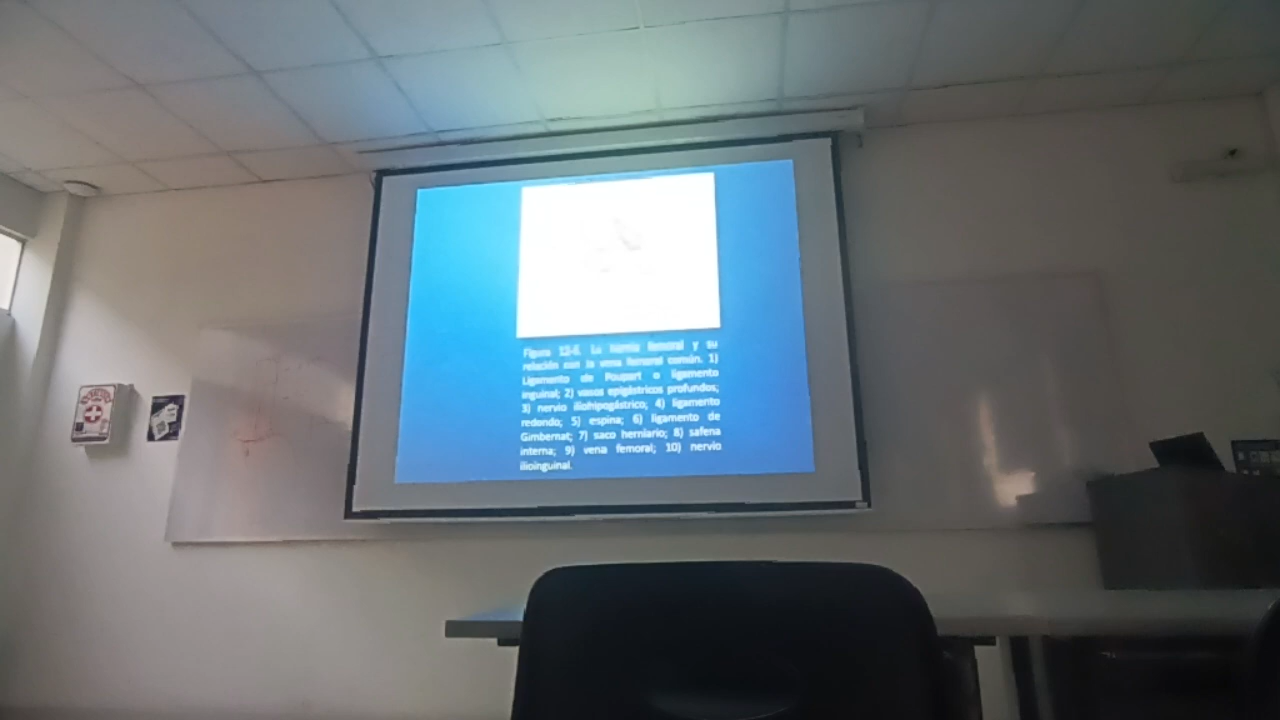 Figura 12-6. La hernia femoral y su
relación con la vena femoral común. 1)
Ligamento de Poupart o ligamento
inguinal; 2) vasos epigástricos profundos;
3) nervio iliohipogástrico; 4) ligamento
redondo; 5) espina; 6) ligamento de
Gimbernat; 7) saco herniario; 8) safena
interna; 9) vena femoral; 10) nervio
ilioinguinal.